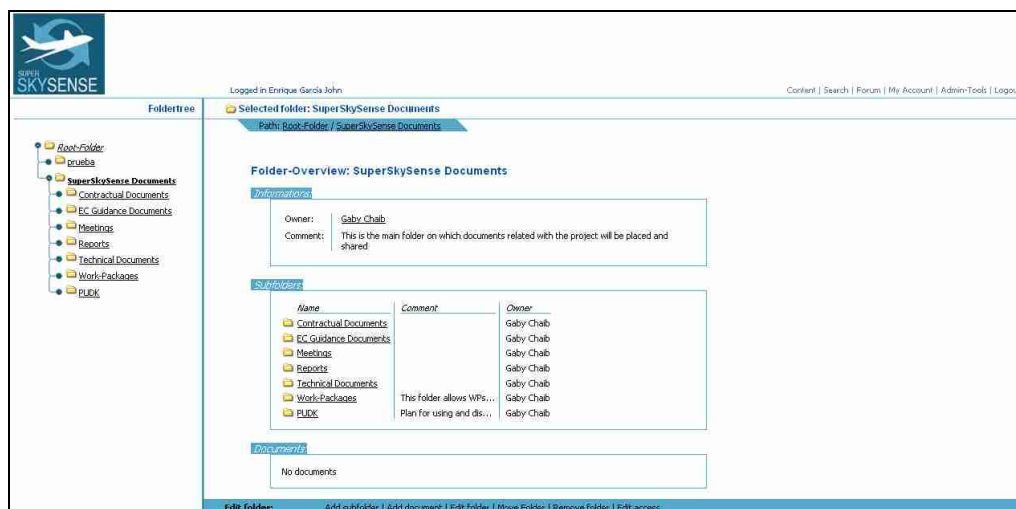 SUPER
SKYSENSE
Logged in Enrique García John
Content | Search | Forum | My Account | Admin-Tools | Logou
Foldertree
Selected folder: SuperSkySense Documents
Path: Root-Folder / SuperSkySense Documents
Root-Folder
prueba
SuperSkySense Documents
Contractual Documents
EC Guidance Documents
Meetings
Reports
Technical Documents
Work-Packages
PUDK
Folder-Overview: SuperSkySense Documents
Informations:
Owner: Gaby Chaib
Comment: This is the main folder on which documents related with the project will be placed and
shared
Subfolders:
Name Comment Owner
Contractual Documents Gaby Chaib
EC Guidance Documents Gaby Chaib
Meetings Gaby Chaib
Reports Gaby Chaib
Technical Documents Gaby Chaib
Work-Packages This folder allows WPs... Gaby Chaib
PUDK Plan for using and dis... Gaby Chaib
Documents:
No documents
Edit folder: Add subfolder | Add document | Edit folder | Move Folder | Remove folder | Edit access